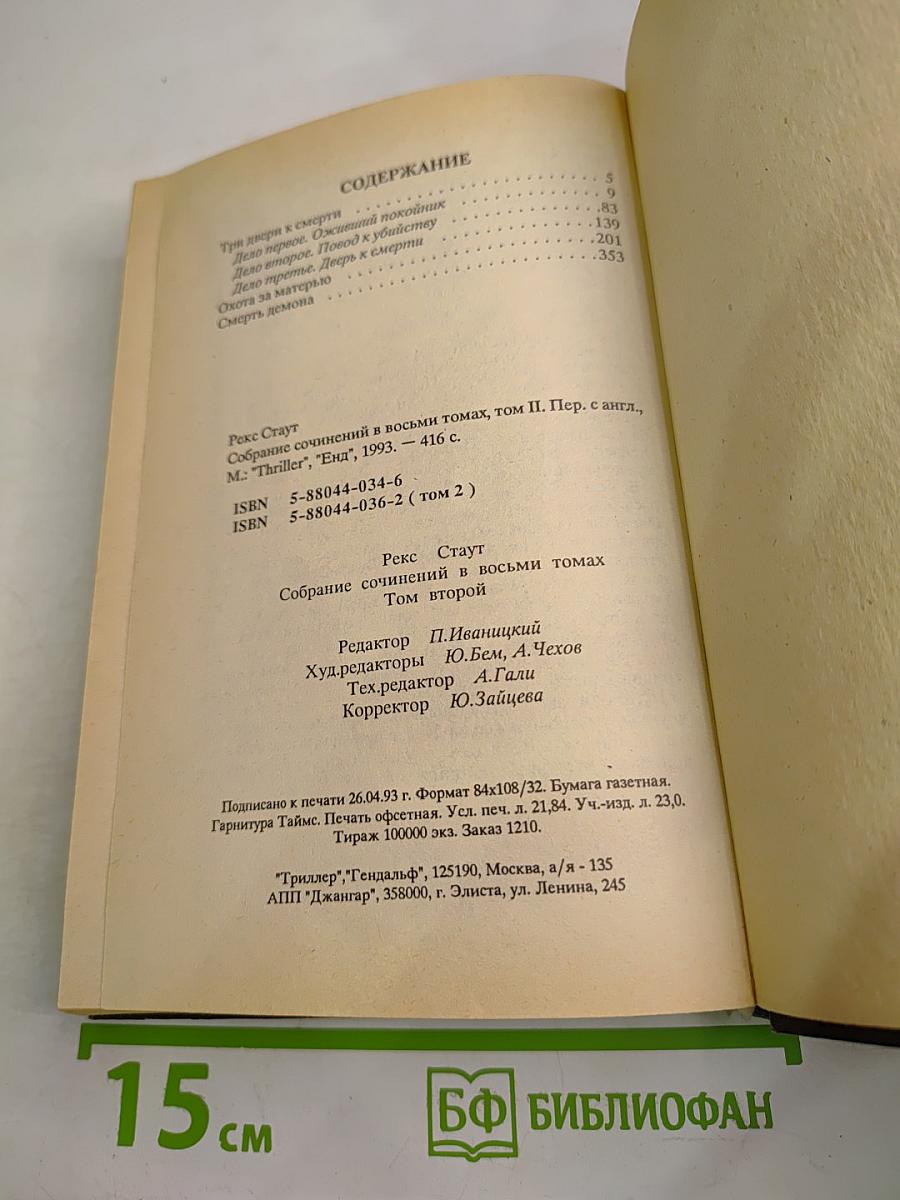 СОДЕРЖАНИЕ
Три двери к смерти . . . . . . . . . . . . . . . . . . . . . . 5
Дело первое. Оживший покойник . . . . . . . . . . . 9
Дело второе. Повод к убийству . . . . . . . . . . . .83
Дело третье. Дверь к смерти . . . . . . . . . . . .139
Охота за матерью . . . . . . . . . . . . . . . . . . . .201
Смерть демона . . . . . . . . . . . . . . . . . . . . . .353
Рекс Стаут
Собрание сочинений в восьми томах, том II. Пер. с англ.,
М.: "Thriller", "Енд", 1993. — 416 с.
ISBN 5-88044-034-6
ISBN 5-88044-036-2 ( том 2 )
Рекс Стаут
Собрание сочинений в восьми томах
Том второй
Редактор П.Иваницкий
Худ.редакторы Ю.Бем, А.Чехов
Тех.редактор А.Гали
Корректор Ю.Зайцева
Подписано к печати 26.04.93 г. Формат 84х108/32. Бумага газетная.
Гарнитура Таймс. Печать офсетная. Усл. печ. л. 21,84. Уч.-изд. л. 23,0.
Тираж 100000 экз. Заказ 1210.
"Триллер","Гендальф", 125190, Москва, а/я - 135
АПП "Джангар", 358000, г. Элиста, ул. Ленина, 245
15 см
БФ БИБЛИОФАН